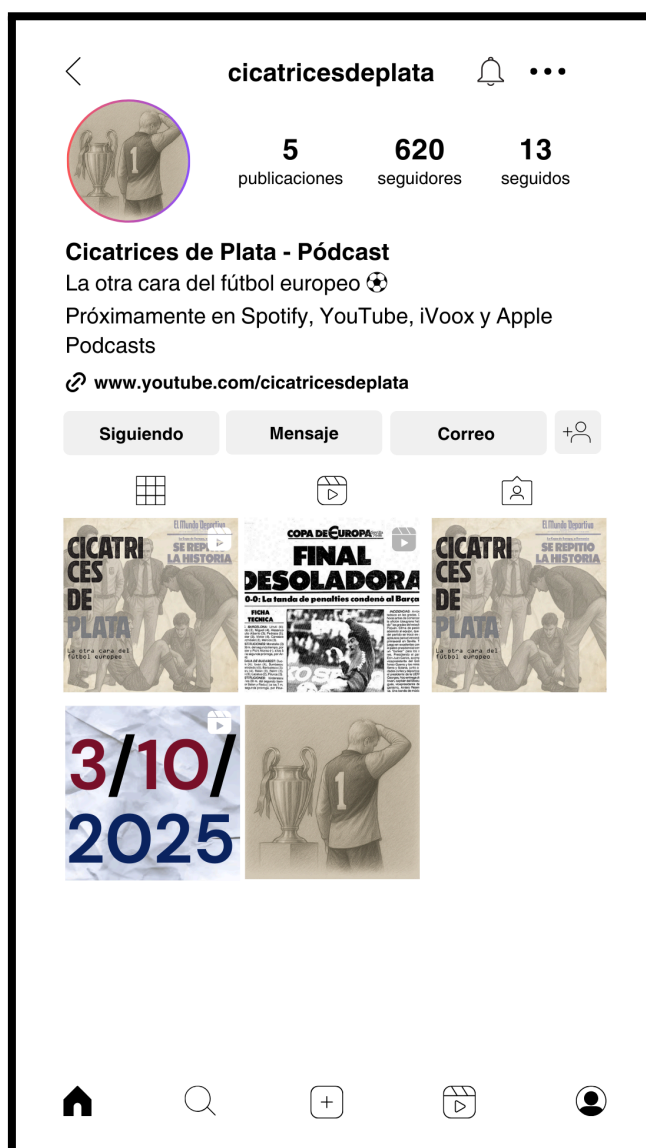 cicatricesdeplata
5 620 13
publicaciones seguidores seguidos
Cicatrices de Plata - Pódcast
La otra cara del fútbol europeo
Próximamente en Spotify, YouTube, iVoox y Apple
Podcasts
www.youtube.com/cicatricesdeplata
Siguiendo Mensaje Correo
El Mundo Deportivo
SE REPITIO
LA HISTORIA
CICATRI
CES
DE
PLATA
La otra cara del
fútbol europeo
COPA DE EUROPA
FINAL
DESOLADORA
0-0: La tanda de penalties condenó al Barça
FICHA
TECNICA
1
El Mundo Deportivo
SE REPITIO
LA HISTORIA
CICATRI
CES
DE
PLATA
La otra cara del
fútbol europeo
3/10/
2025
1